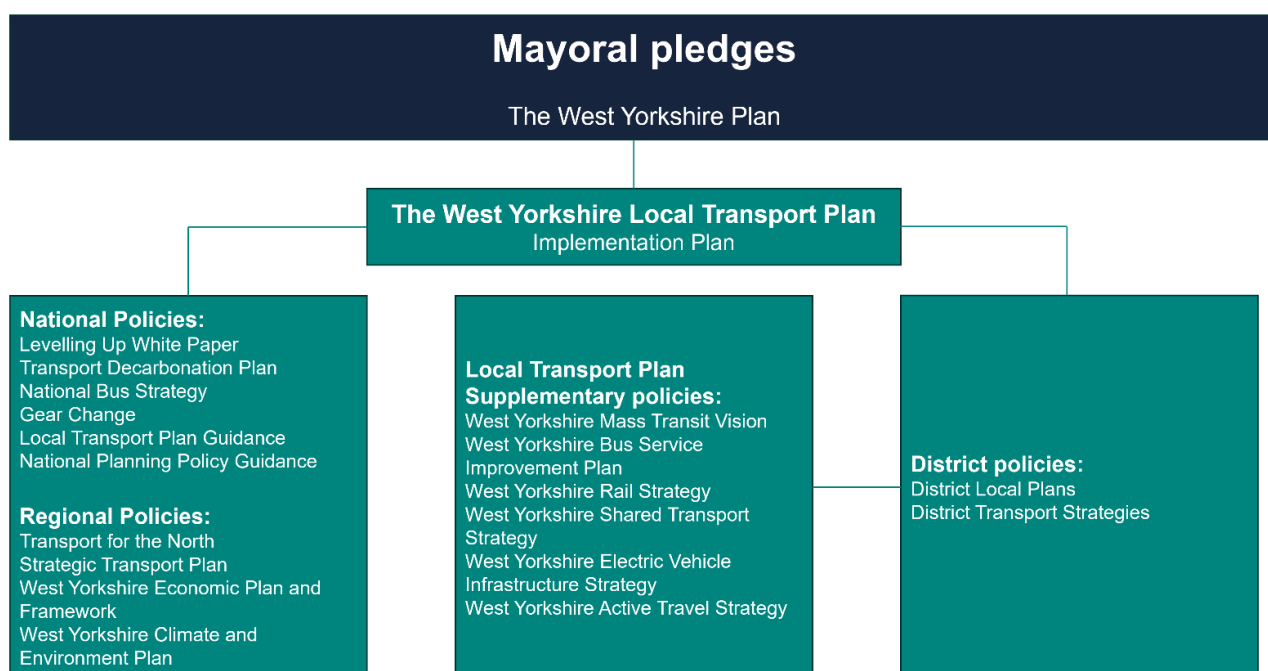 Mayoral pledges
The West Yorkshire Plan
The West Yorkshire Local Transport Plan
Implementation Plan
National Policies:
Levelling Up White Paper
Transport Decarbonation Plan
National Bus Strategy
Gear Change
Local Transport Plan Guidance
National Planning Policy Guidance
Regional Policies:
Transport for the North
Strategic Transport Plan
West Yorkshire Economic Plan and
Framework
West Yorkshire Climate and
Environment Plan
Local Transport Plan
Supplementary policies:
West Yorkshire Mass Transit Vision
West Yorkshire Bus Service
Improvement Plan
West Yorkshire Rail Strategy
West Yorkshire Shared Transport
Strategy
West Yorkshire Electric Vehicle
Infrastructure Strategy
West Yorkshire Active Travel Strategy
District policies:
District Local Plans
District Transport Strategies